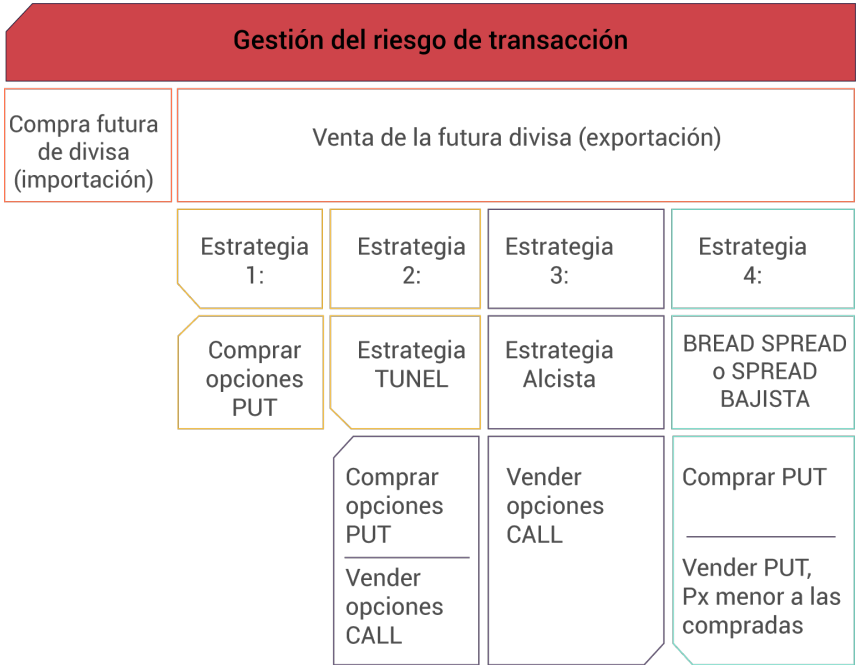 Gestión del riesgo de transacción
Compra futura
de divisa
(importación)
Venta de la futura divisa (exportación)
Estrategia
1:
Estrategia
2:
Estrategia
3:
Estrategia
4:
Comprar
opciones
PUT
Estrategia
TUNEL
Estrategia
Alcista
BREAD SPREAD
o SPREAD
BAJISTA
Comprar
opciones
PUT
Vender
opciones
CALL
Vender
opciones
CALL
Comprar PUT
Vender PUT,
Px menor a las
compradas